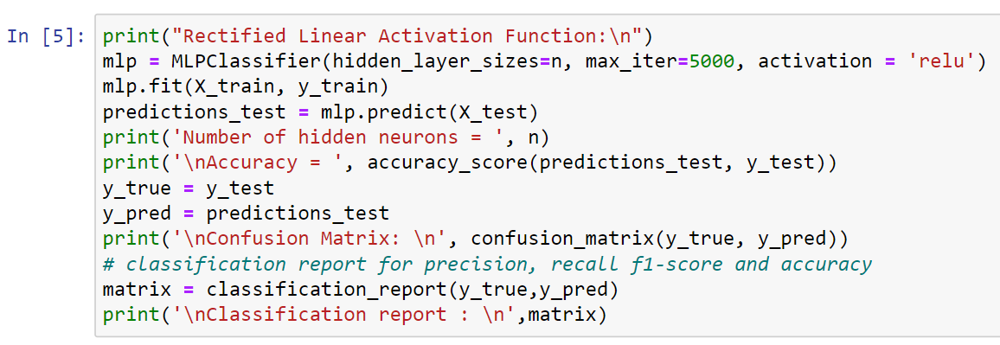 In [5]: print("Rectified Linear Activation Function:\n")
mlp = MLPClassifier(hidden_layer_sizes=n, max_iter=5000, activation = 'relu')
mlp.fit(X_train, y_train)
predictions_test = mlp.predict(X_test)
print('Number of hidden neurons = ', n)
print('\nAccuracy = ', accuracy_score(predictions_test, y_test))
y_true = y_test
y_pred = predictions_test
print('\nConfusion Matrix: \n', confusion_matrix(y_true, y_pred))
# classification report for precision, recall f1-score and accuracy
matrix = classification_report(y_true,y_pred)
print('\nClassification report : \n',matrix)